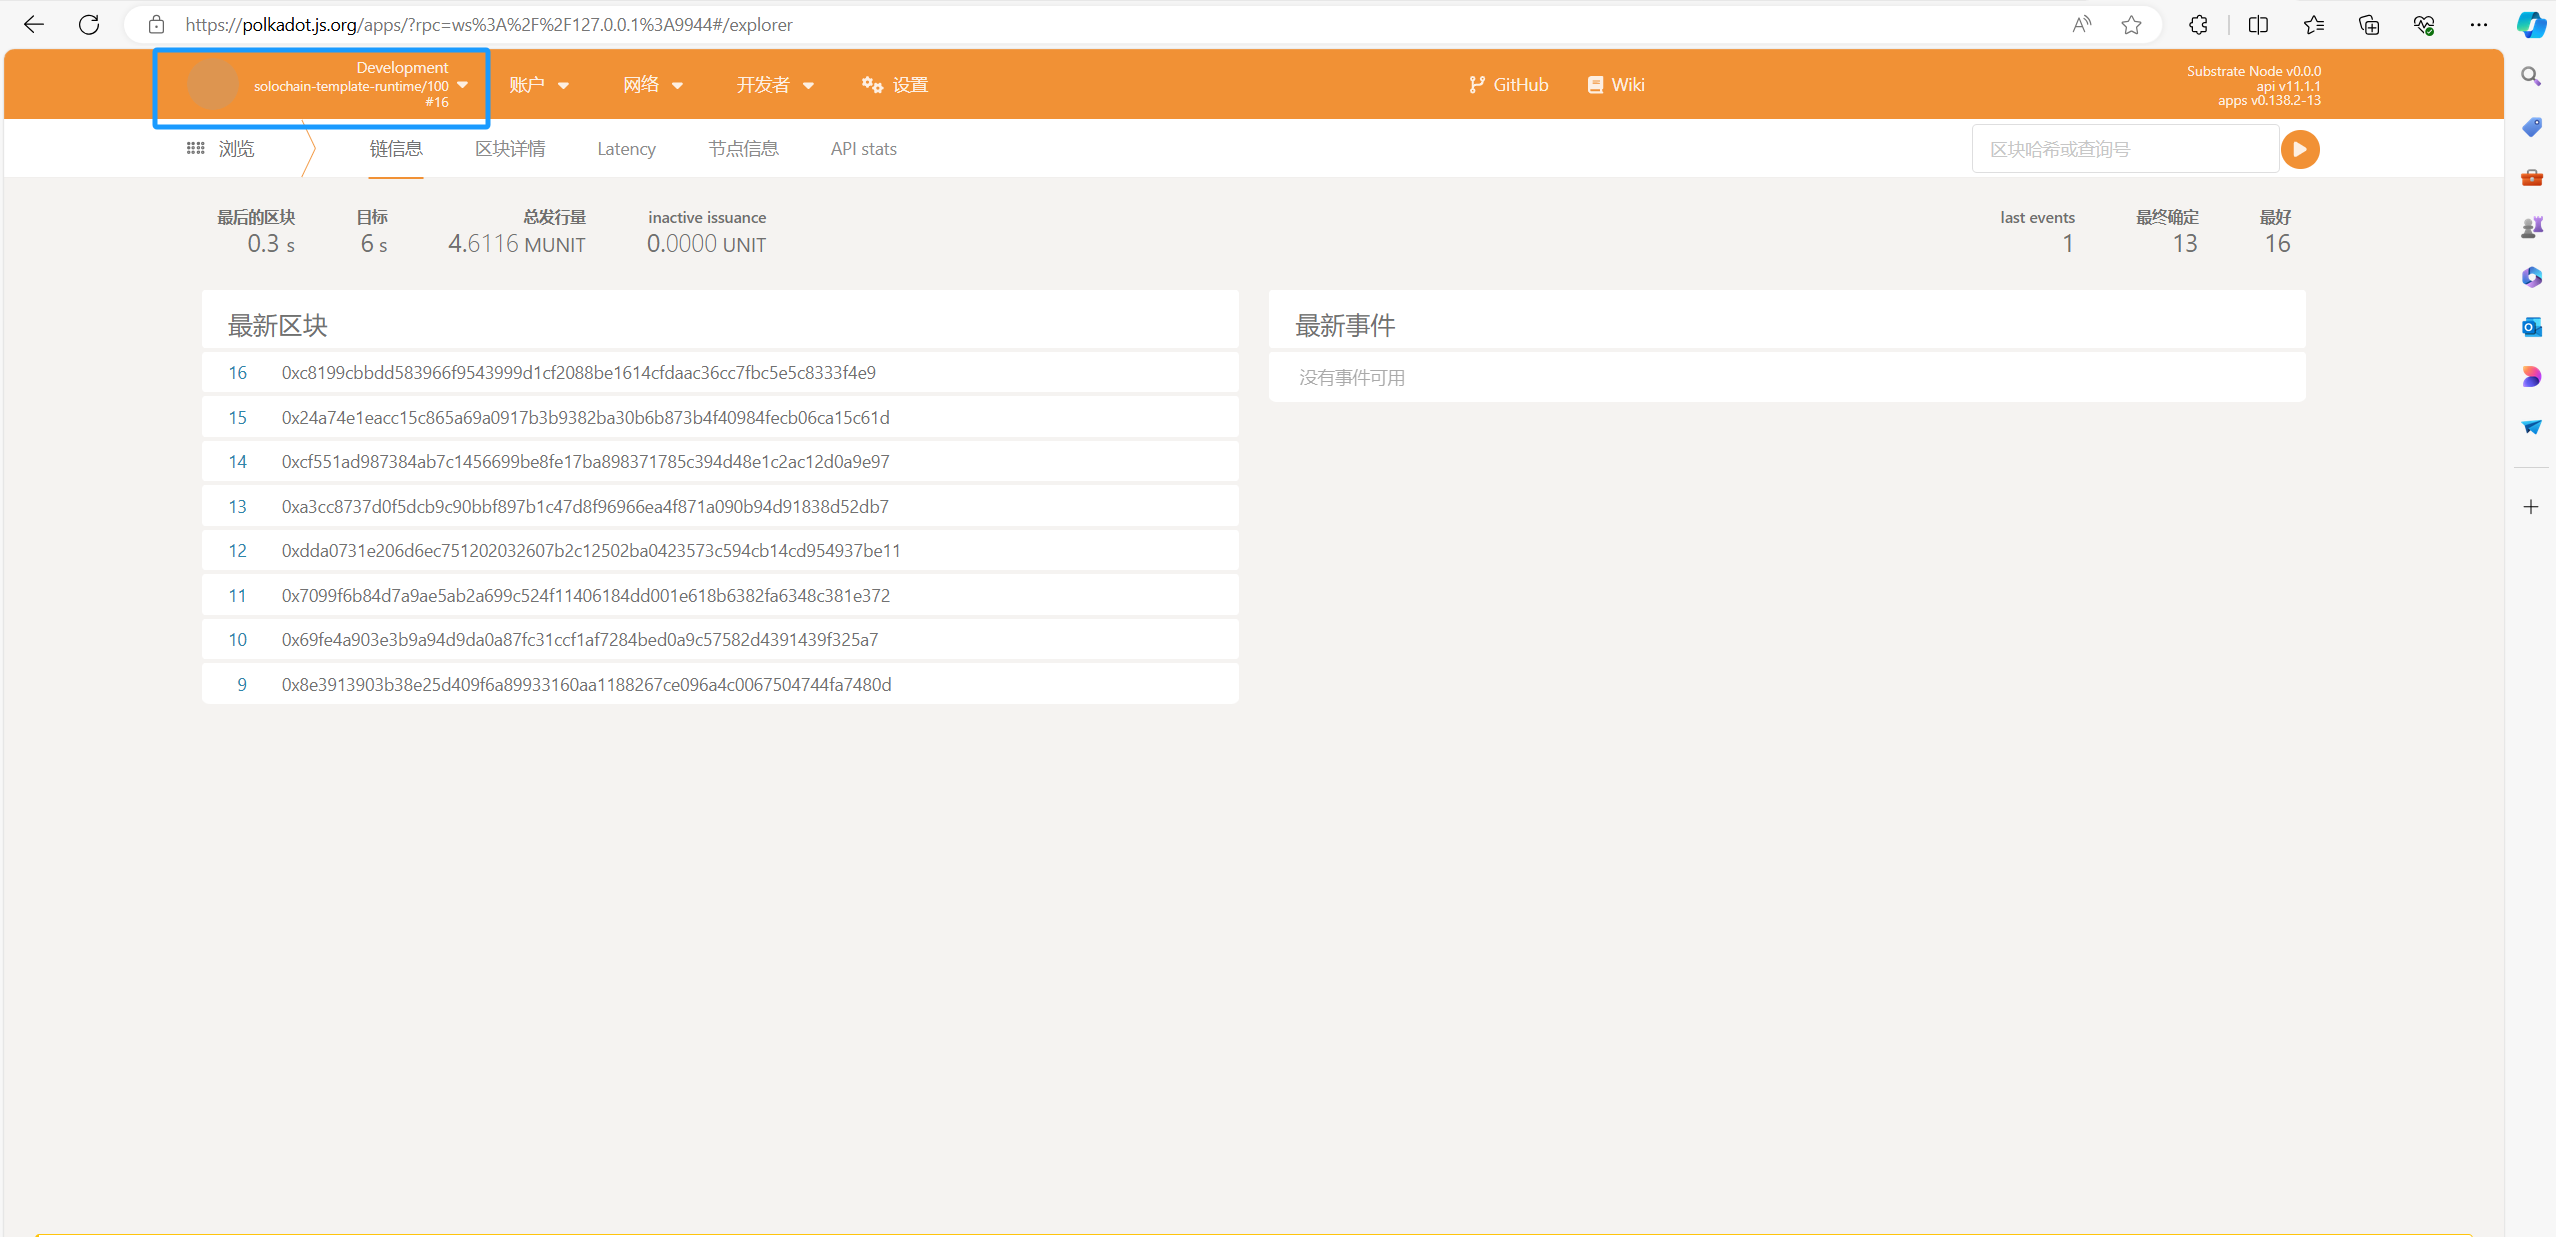 https://polkadot.js.org/apps/?rpc=ws%3A%2F%2F127.0.0.1%3A9944#/explorer
Development
solochain-template-runtime/100
#16
账户
网络
开发者
设置
GitHub
Wiki
Substrate Node v0.0.0
api v11.1.1
apps v0.138.2-13
浏览
链信息
区块详情
Latency
节点信息
API stats
区块哈希或查询号
最后的区块
0.3 s
目标
6 s
总发行量
4.6116 MUNIT
inactive issuance
0.0000 UNIT
last events
1
最终确定
13
最好
16
最新区块
16 0xc8199cbbdd583966f9543999d1cf2088be1614cfdaac36cc7fbc5e5c8333f4e9
15 0x24a74e1eacc15c865a69a0917b3b9382ba30b6b873b4f40984fecb06ca15c61d
14 0xcf551ad987384ab7c1456699be8fe17ba898371785c394d48e1c2ac12d0a9e97
13 0xa3cc8737d0f5dcb9c90bbf897b1c47d8f96966ea4f871a090b94d91838d52db7
12 0xdda0731e206d6ec751202032607b2c12502ba0423573c594cb14cd954937be11
11 0x7099f6b84d7a9ae5ab2a699c524f11406184dd001e618b6382fa6348c381e372
10 0x69fe4a903e3b9a94d9da0a87fc31ccf1af7284bed0a9c57582d4391439f325a7
9 0x8e3913903b38e25d409f6a89933160aa1188267ce096a4c0067504744fa7480d
最新事件
没有事件可用